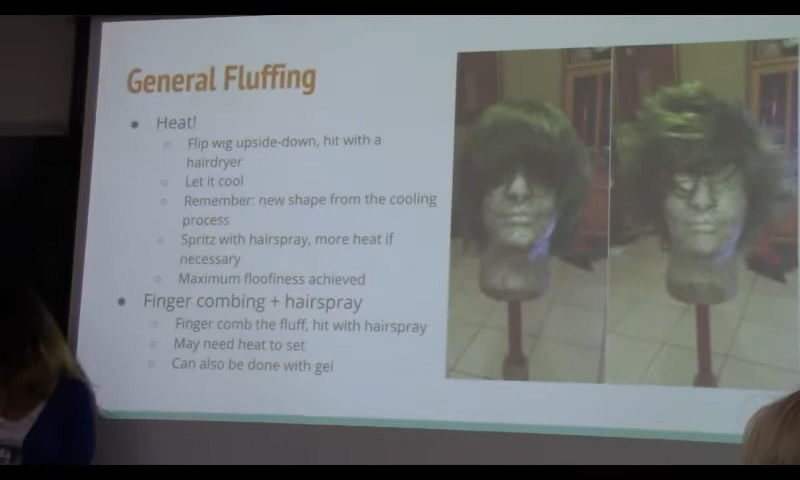 General Fluffing
● Heat!
○ Flip wig upside-down, hit with a
hairdryer
○ Let it cool
○ Remember: new shape from the cooling
process
○ Spritz with hairspray, more heat if
necessary
○ Maximum floofiness achieved
● Finger combing + hairspray
○ Finger comb the fluff, hit with hairspray
○ May need heat to set
○ Can also be done with gel